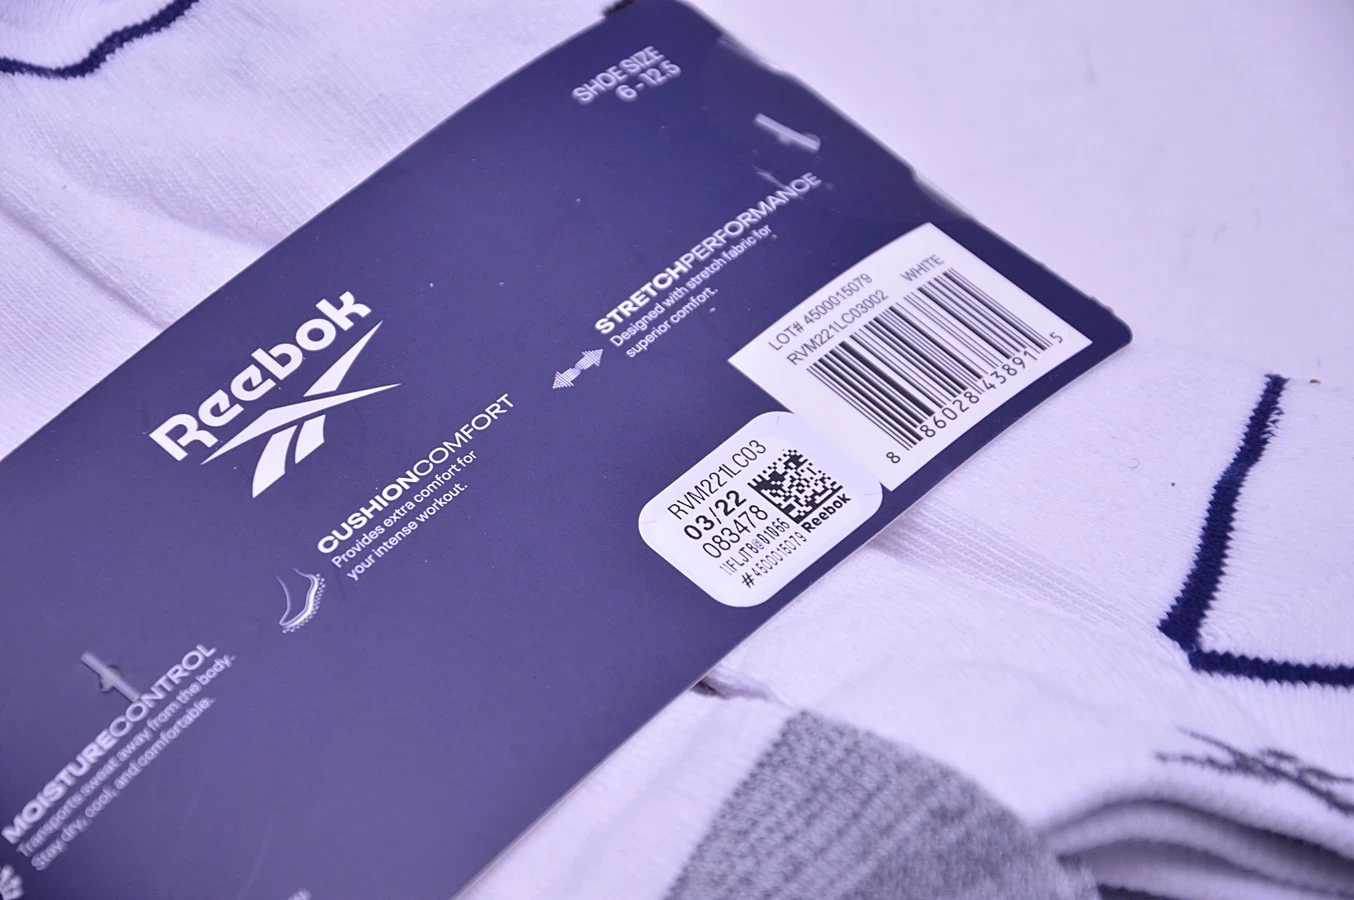 SHOE SIZE
6 - 12.5
Reebok
STRETCHPERFORMANCE
Designed with stretch fabric for
superior comfort.
CUSHIONCOMFORT
Provides extra comfort for
your intense workout.
MOISTURECONTROL
Transports sweat away from the body.
Stay dry, cool, and comfortable.
LOT# 4500015079
RVM221LC03002 WHITE
8 86028 43891 5
RVM221LC03
03/22
083478
#4500015079
Reebok